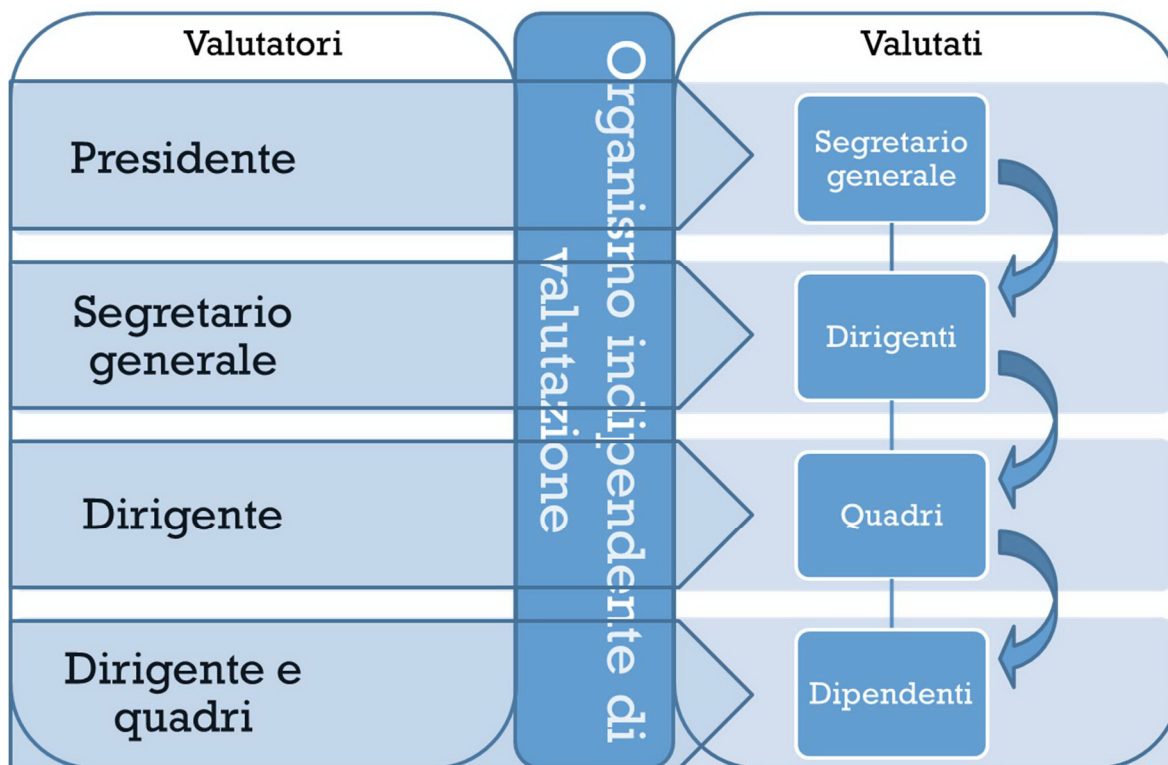 Valutatori
Valutati
Presidente
Segretario
generale
Dirigente
Dirigente e
quadri
Organismo indipendente di
valutazione
Segretario
generale
Dirigenti
Quadri
Dipendenti